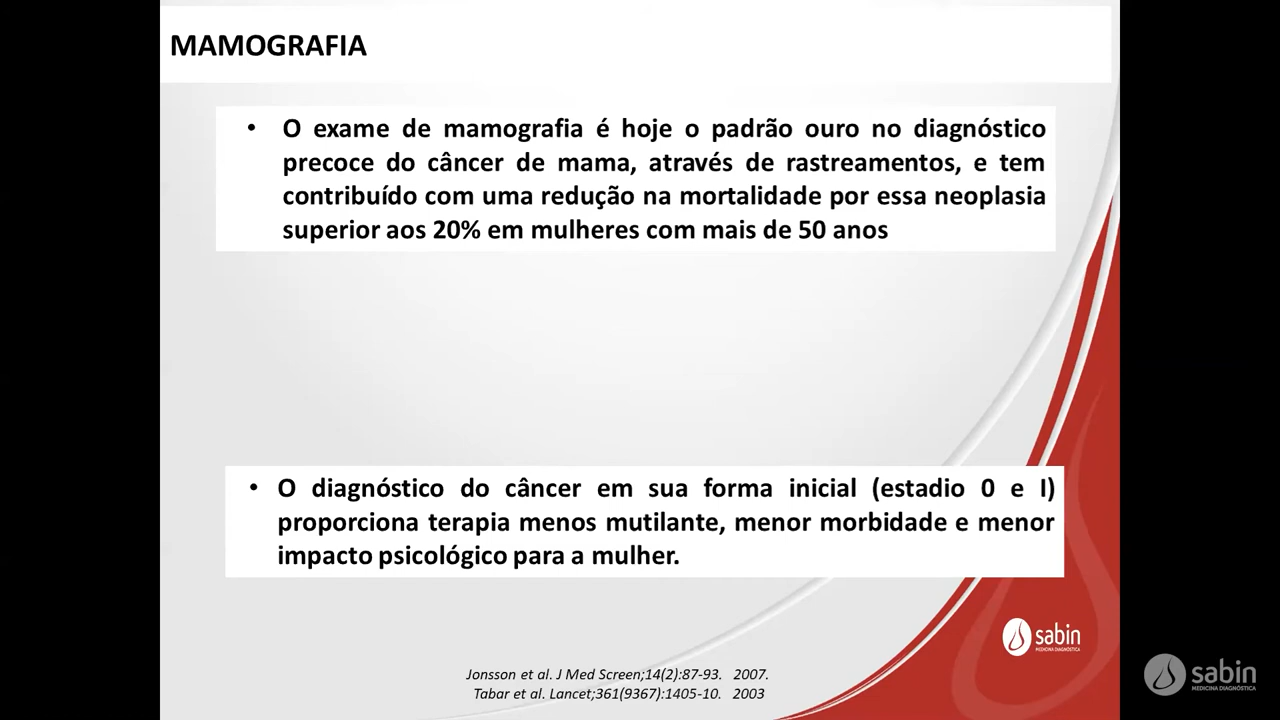 MAMOGRAFIA
• O exame de mamografia é hoje o padrão ouro no diagnóstico
precoce do câncer de mama, através de rastreamentos, e tem
contribuído com uma redução na mortalidade por essa neoplasia
superior aos 20% em mulheres com mais de 50 anos
• O diagnóstico do câncer em sua forma inicial (estadio 0 e I)
proporciona terapia menos mutilante, menor morbidade e menor
impacto psicológico para a mulher.
sabin
MEDICINA DIAGNÓSTICA
Jonsson et al. J Med Screen;14(2):87-93. 2007.
Tabar et al. Lancet;361(9367):1405-10. 2003
sabin
MEDICINA DIAGNÓSTICA